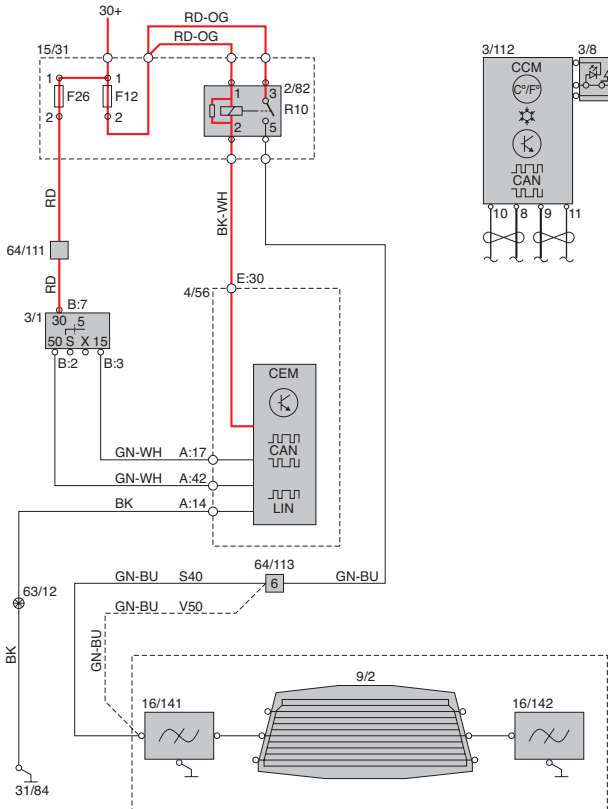 30+
RD-OG
RD-OG
15/31
3/112
3/8
1
1
F26
F12
2
2
1
3
2
5
2/82
R10
CCM
C°/F°
CAN
10
8
9
11
RD
BK-WH
64/111
RD
E:30
4/56
B:7
3/1
30
5
50 S X 15
B:2
B:3
CEM
CAN
LIN
GN-WH A:17
GN-WH A:42
BK A:14
64/113
GN-BU S40
6
GN-BU
63/12
GN-BU V50
GN-BU
BK
9/2
16/141
16/142
31/84